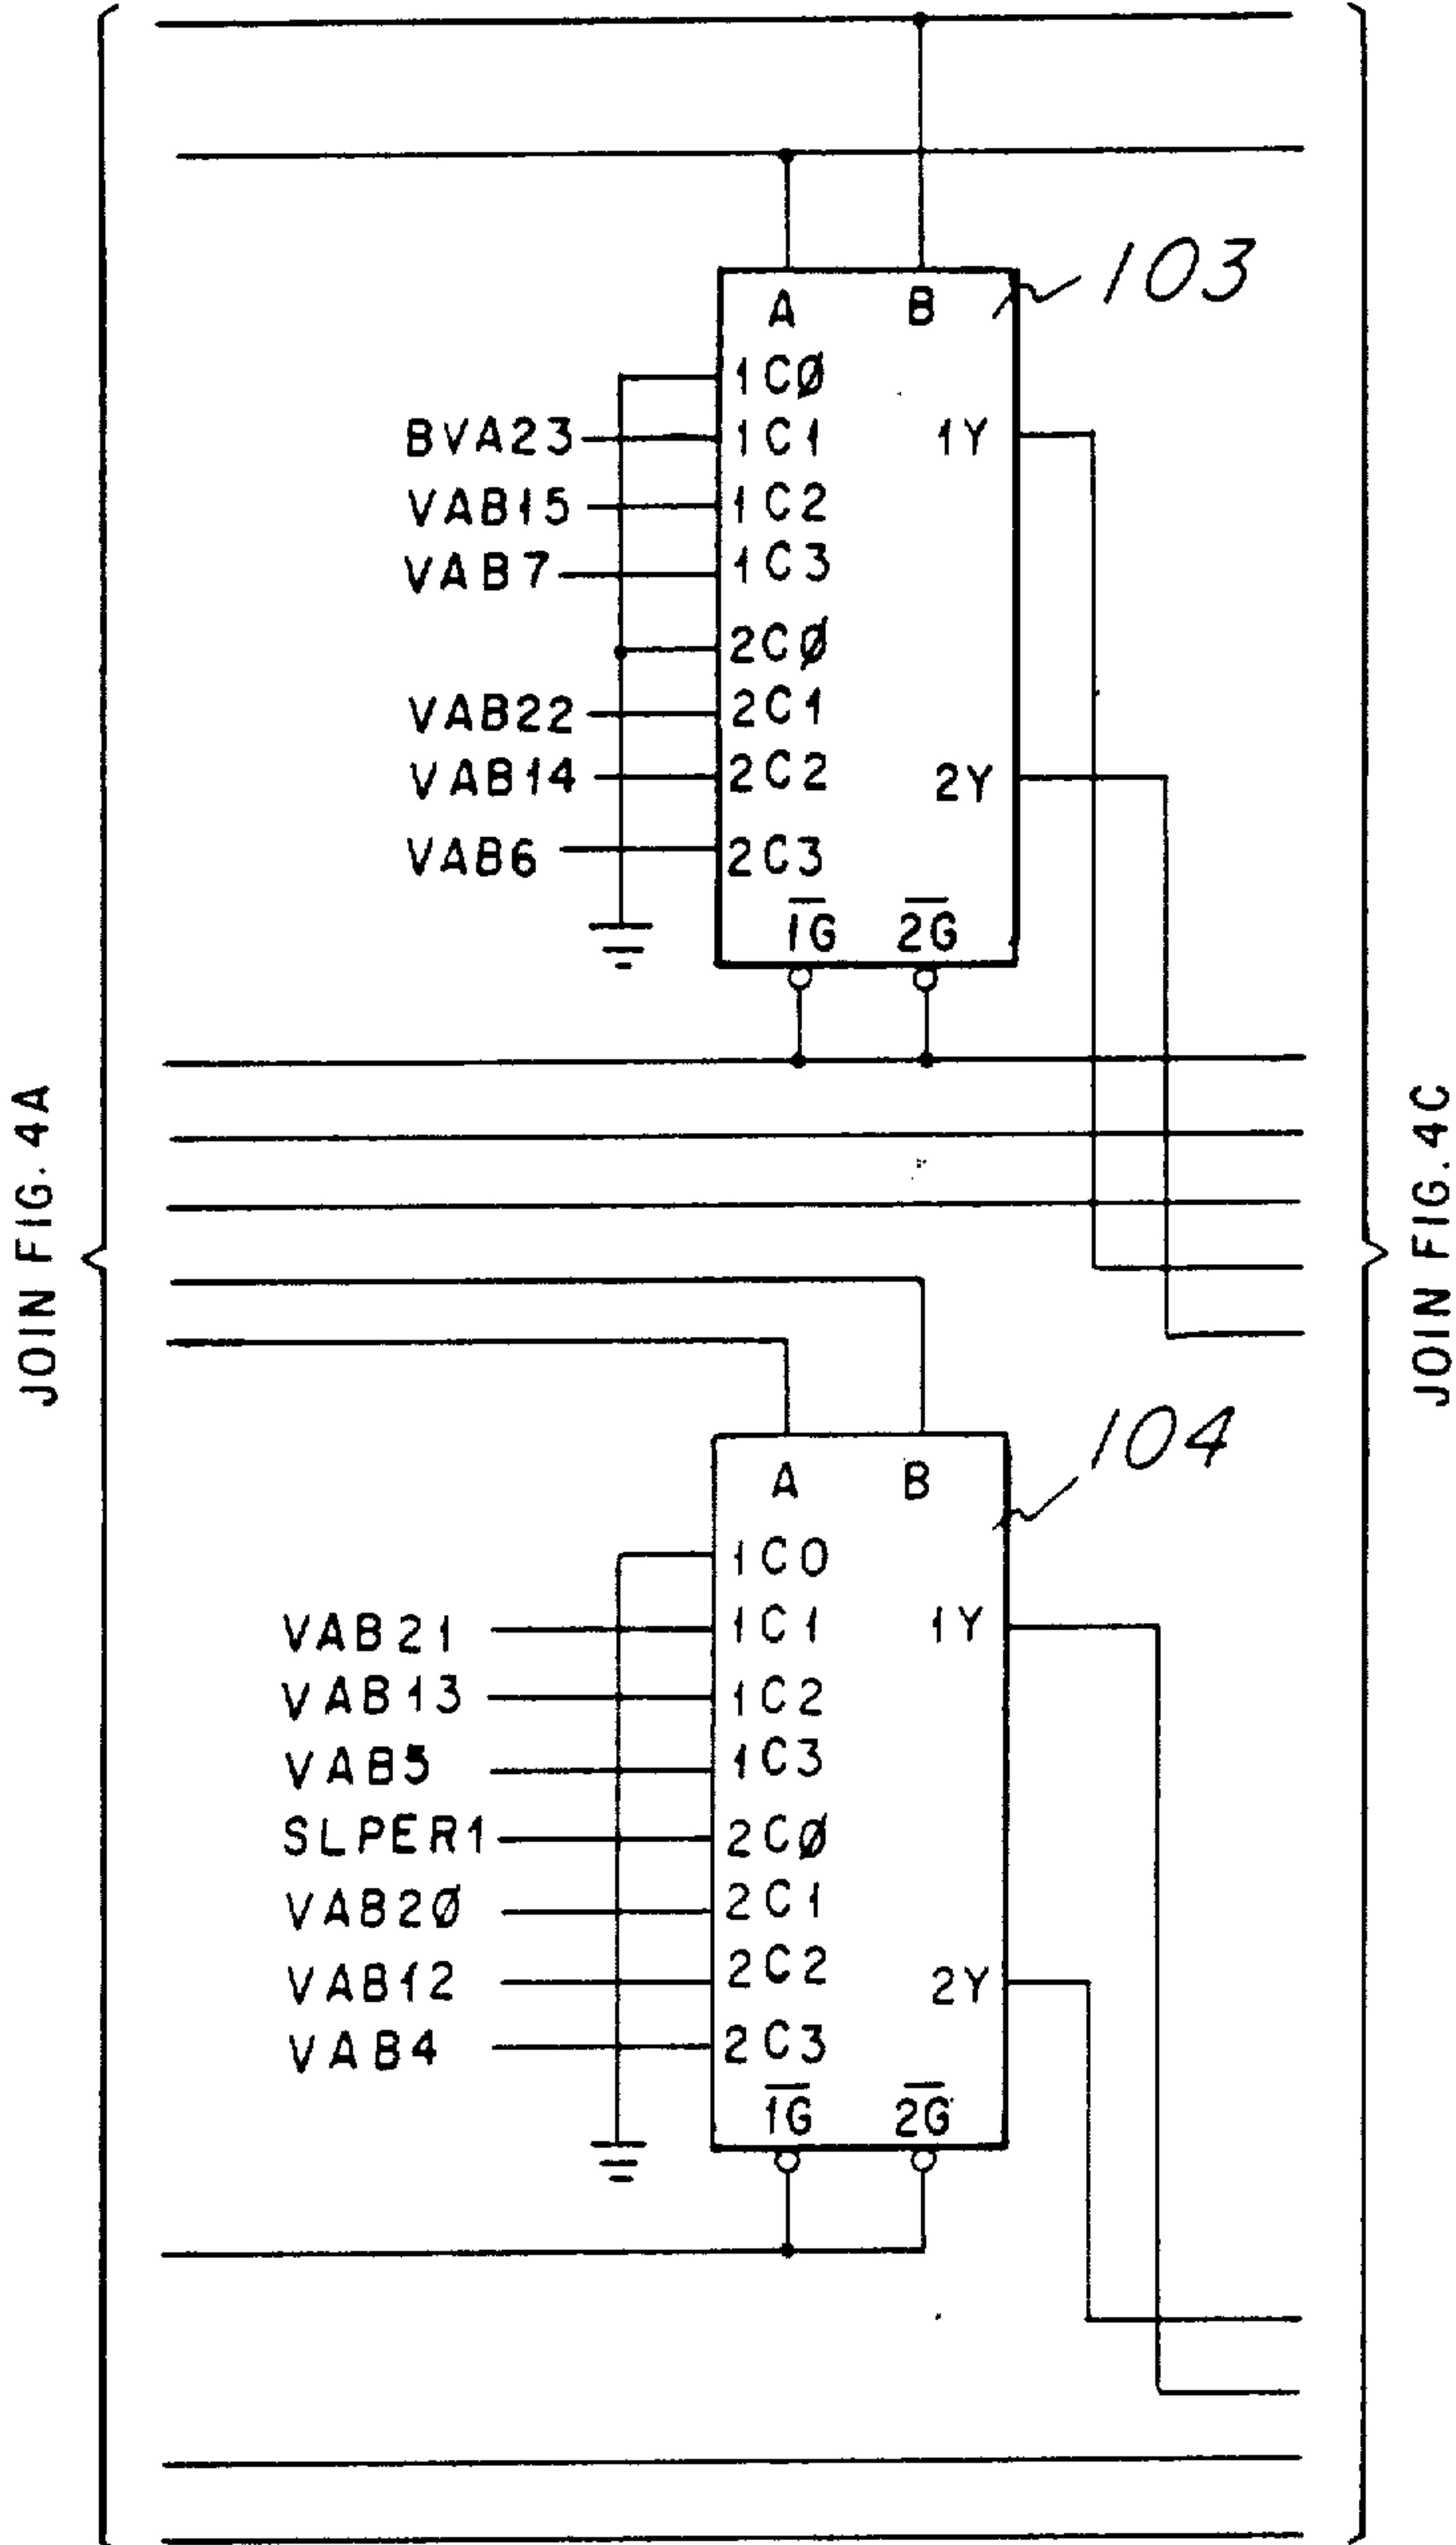 JOIN FIG. 4A
103
A B
1CØ
BVA23 1C1 1Y
VAB15 1C2
VAB7 1C3
2CØ
VAB22 2C1
VAB14 2C2 2Y
VAB6 2C3
1G 2G
JOIN FIG. 4C
104
A B
1C0
VAB21 1C1 1Y
VAB13 1C2
VAB5 1C3
SLPER1 2CØ
VAB2Ø 2C1
VAB12 2C2 2Y
VAB4 2C3
1G 2G